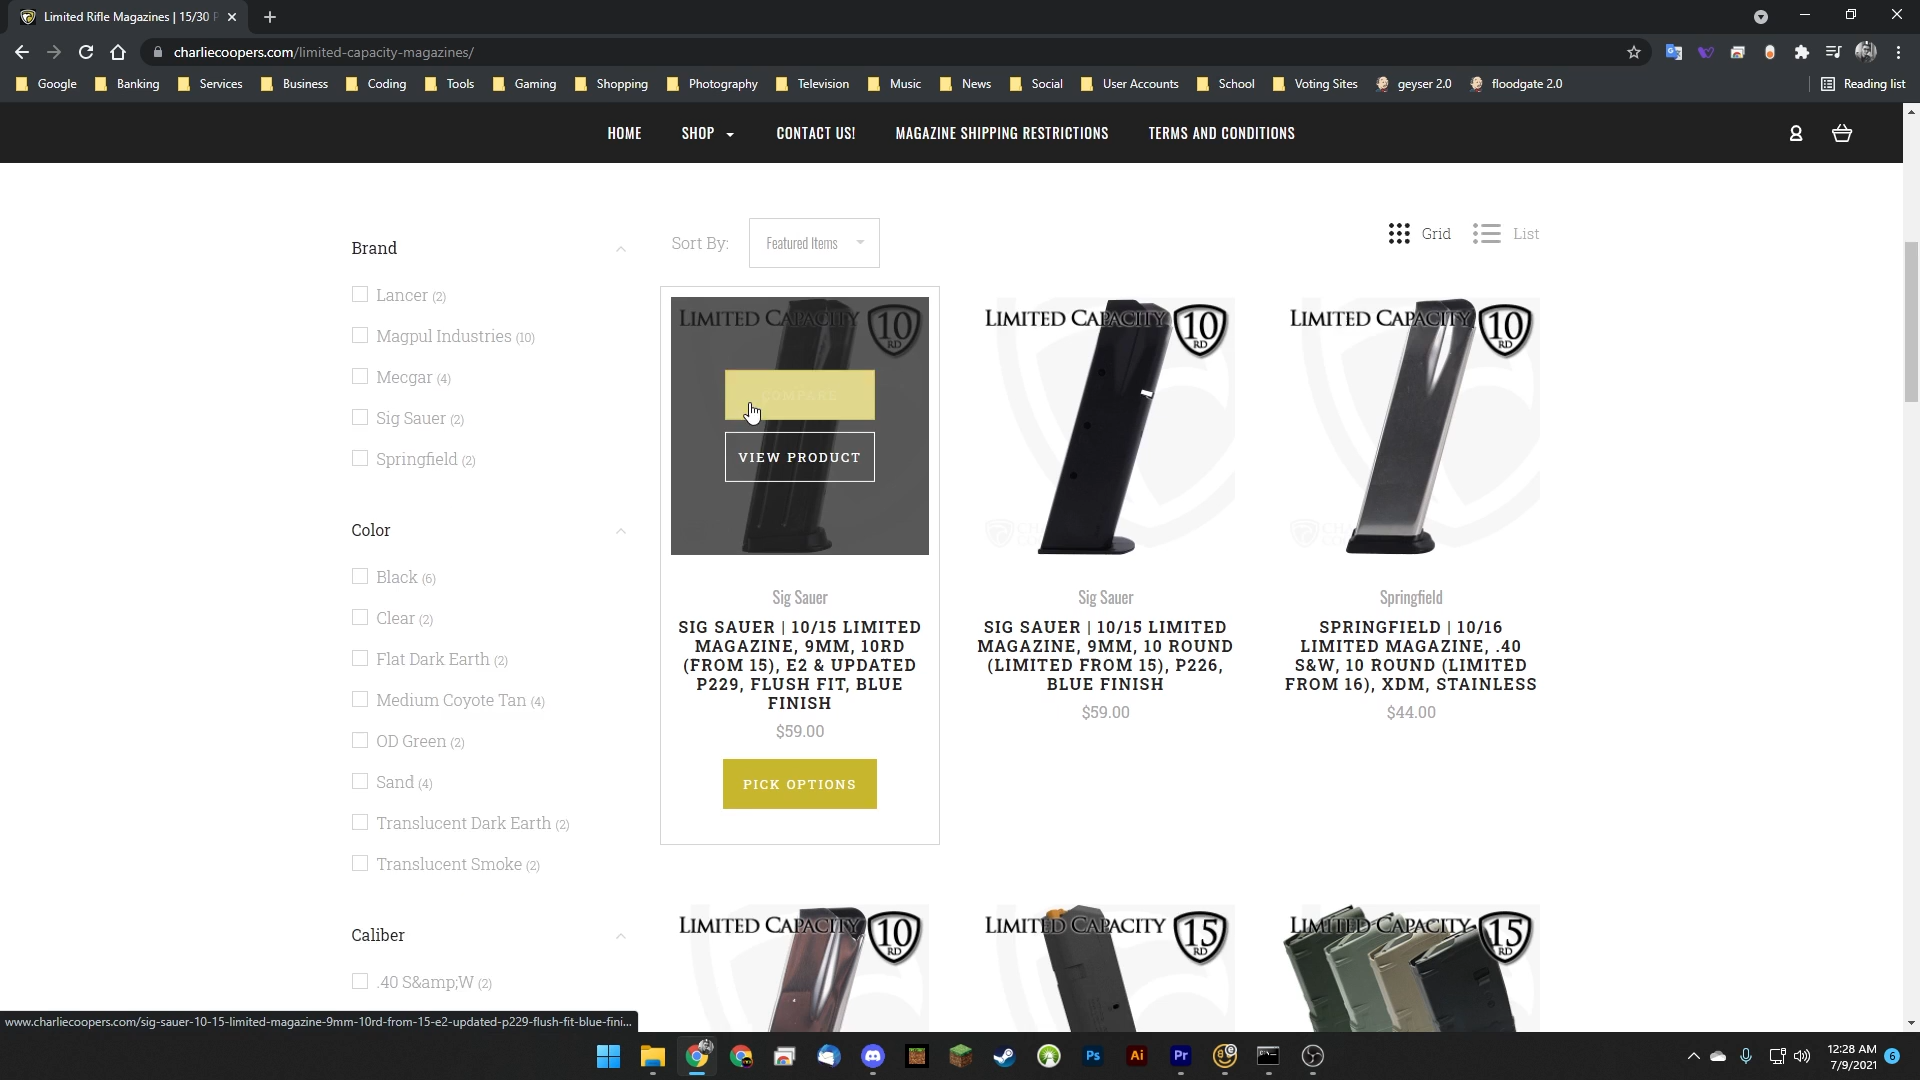 Limited Rifle Magazines | 15/30
charliecoopers.com/limited-capacity-magazines/
Google Banking Services Business Coding Tools Gaming Shopping Photography Television Music News Social User Accounts School Voting Sites geyser 2.0 floodgate 2.0 Reading list
HOME SHOP CONTACT US! MAGAZINE SHIPPING RESTRICTIONS TERMS AND CONDITIONS
Sort By: Featured Items Grid List
Brand
Lancer (2)
Magpul Industries (10)
Mecgar (4)
Sig Sauer (2)
Springfield (2)
Color
Black (6)
Clear (2)
Flat Dark Earth (2)
Medium Coyote Tan (4)
OD Green (2)
Sand (4)
Translucent Dark Earth (2)
Translucent Smoke (2)
Caliber
.40 S&amp;W (2)
LIMITED CAPACITY 10 RD
COMPARE
VIEW PRODUCT
Sig Sauer
SIG SAUER | 10/15 LIMITED
MAGAZINE, 9MM, 10RD
(FROM 15), E2 & UPDATED
P229, FLUSH FIT, BLUE
FINISH
$59.00
PICK OPTIONS
LIMITED CAPACITY 10 RD
Sig Sauer
SIG SAUER | 10/15 LIMITED
MAGAZINE, 9MM, 10 ROUND
(LIMITED FROM 15), P226,
BLUE FINISH
$59.00
LIMITED CAPACITY 10 RD
Springfield
SPRINGFIELD | 10/16
LIMITED MAGAZINE, .40
S&W, 10 ROUND (LIMITED
FROM 16), XDM, STAINLESS
$44.00
LIMITED CAPACITY 10 RD
LIMITED CAPACITY 15 RD
LIMITED CAPACITY 15 RD
www.charliecoopers.com/sig-sauer-10-15-limited-magazine-9mm-10rd-from-15-e2-updated-p229-flush-fit-blue-fini...
Ps Ai Pr
12:28 AM
7/9/2021 6